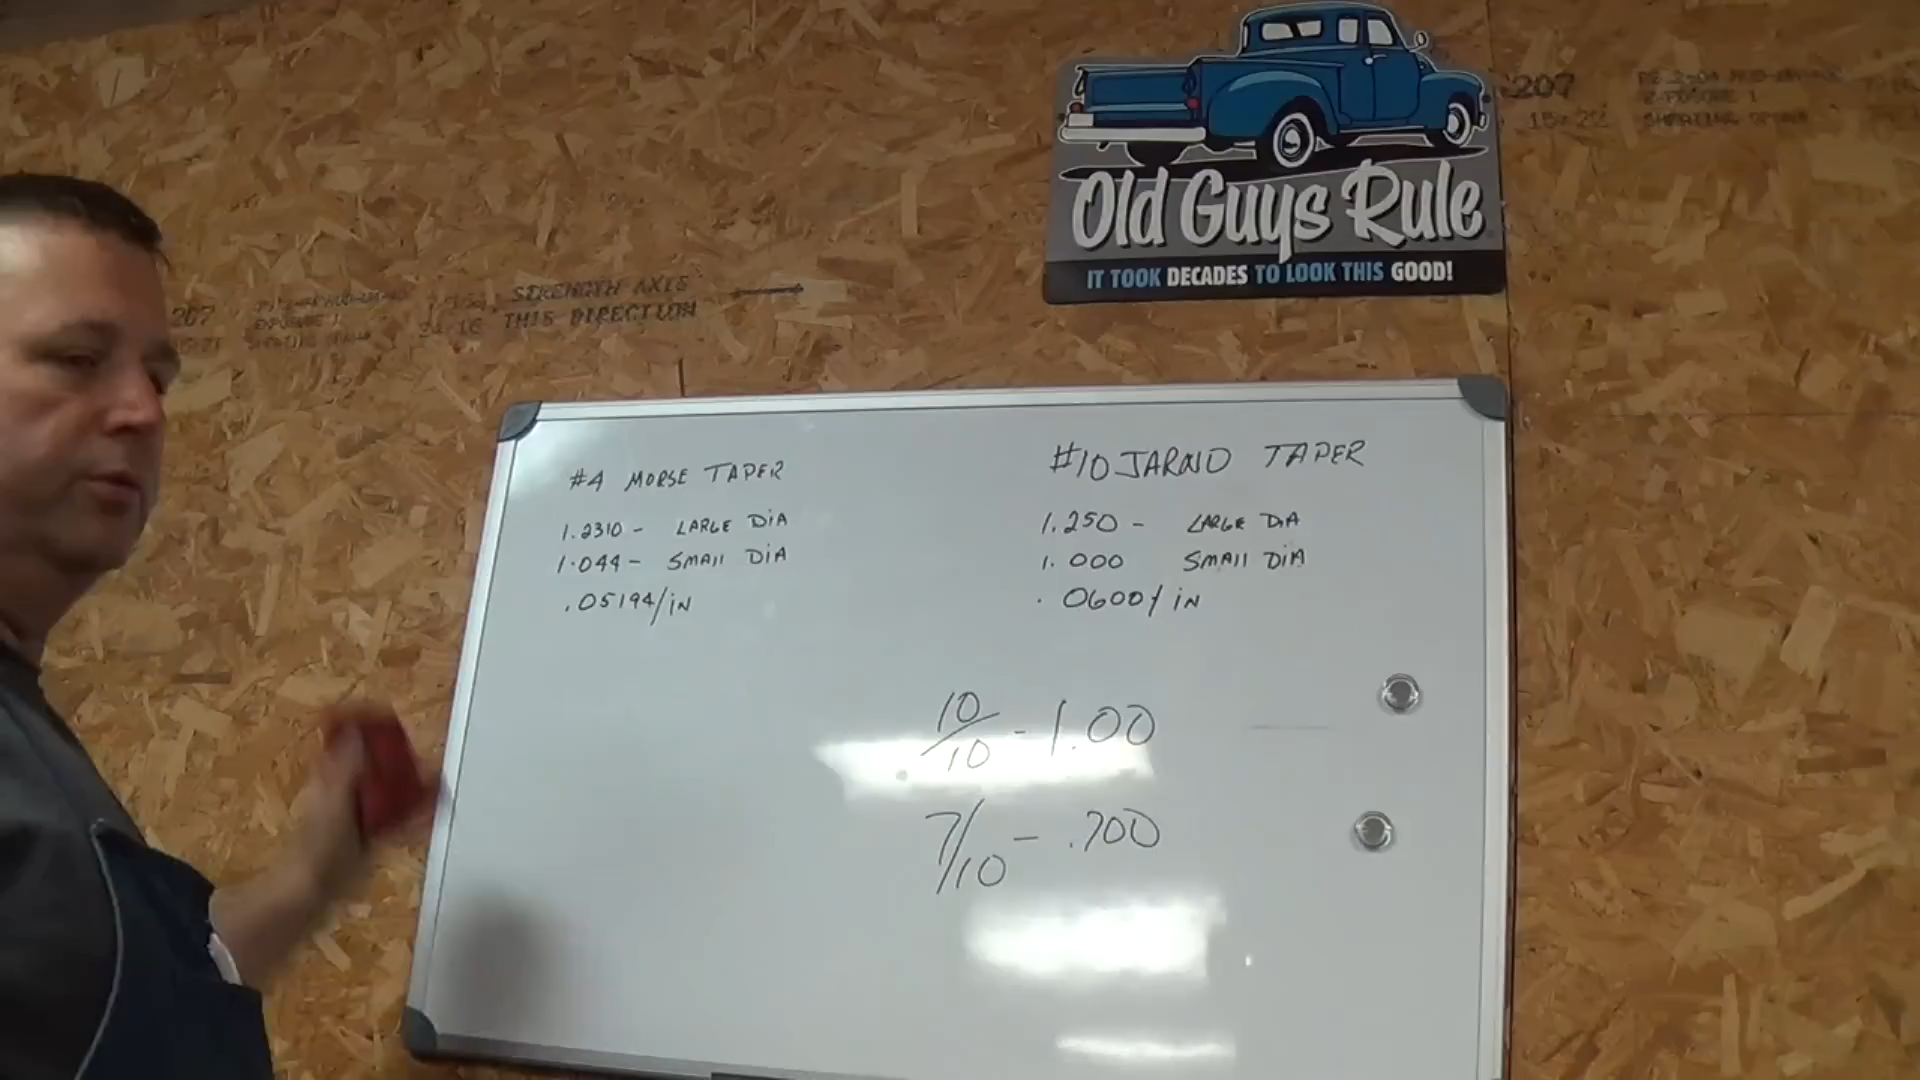 Old Guys Rule
IT TOOK DECADES TO LOOK THIS GOOD!
207
207
STRENGTH AXIS
THIS DIRECTION
#4 MORSE TAPER
1.2310 - LARGE DIA
1.044 - SMALL DIA
.05194/iN
#10 JARNO TAPER
1.250 - LARGE DIA
1.000 SMALL DIA
.0600/iN
10/10 - 1.00
7/10 - .700